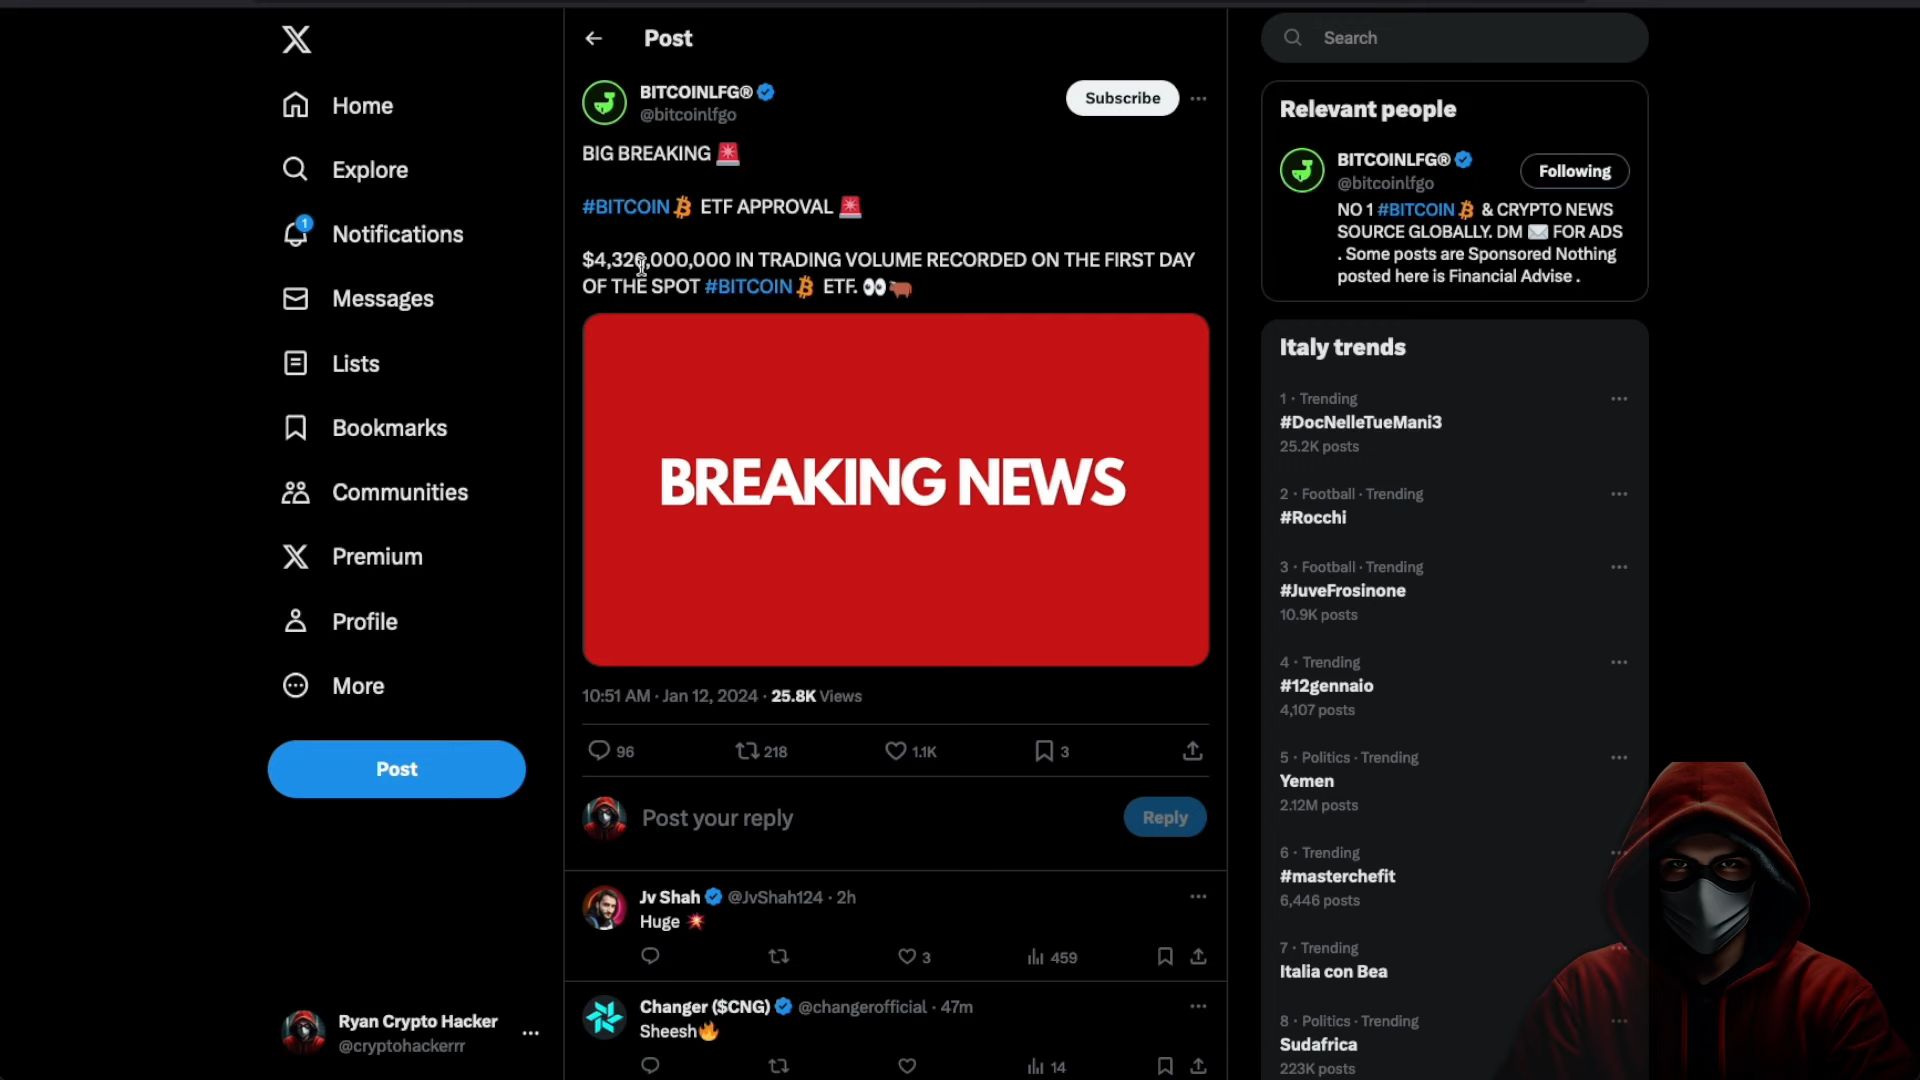 Home
Explore
1
Notifications
Messages
Lists
Bookmarks
Communities
Premium
Profile
More
Post
Ryan Crypto Hacker
@cryptohackerrr
Post
BITCOINLFG®
@bitcoinlfgo
Subscribe
BIG BREAKING 🚨
#BITCOIN ETF APPROVAL 🚨
IN TRADING VOLUME RECORDED ON THE FIRST DAY
OF THE SPOT #BITCOIN ETF. 👀🐂
BREAKING NEWS
10:51 AM · Jan 12, 2024 · 25.8K Views
96 218 1.1K 3
Post your reply
Reply
Jv Shah @JvShah124 · 2h
Huge 💥
3 459
Changer ($CNG) @changerofficial · 47m
Sheesh🔥
14
Search
Relevant people
BITCOINLFG®
@bitcoinlfgo
Following
NO 1 #BITCOIN & CRYPTO NEWS
SOURCE GLOBALLY. DM ✉️ FOR ADS
. Some posts are Sponsored Nothing
posted here is Financial Advise .
Italy trends
1 · Trending
#DocNelleTueMani3
25.2K posts
2 · Football · Trending
#Rocchi
3 · Football · Trending
#JuveFrosinone
10.9K posts
4 · Trending
#12gennaio
4,107 posts
5 · Politics · Trending
Yemen
2.12M posts
6 · Trending
#masterchefit
6,446 posts
7 · Trending
Italia con Bea
8 · Politics · Trending
Sudafrica
223K posts